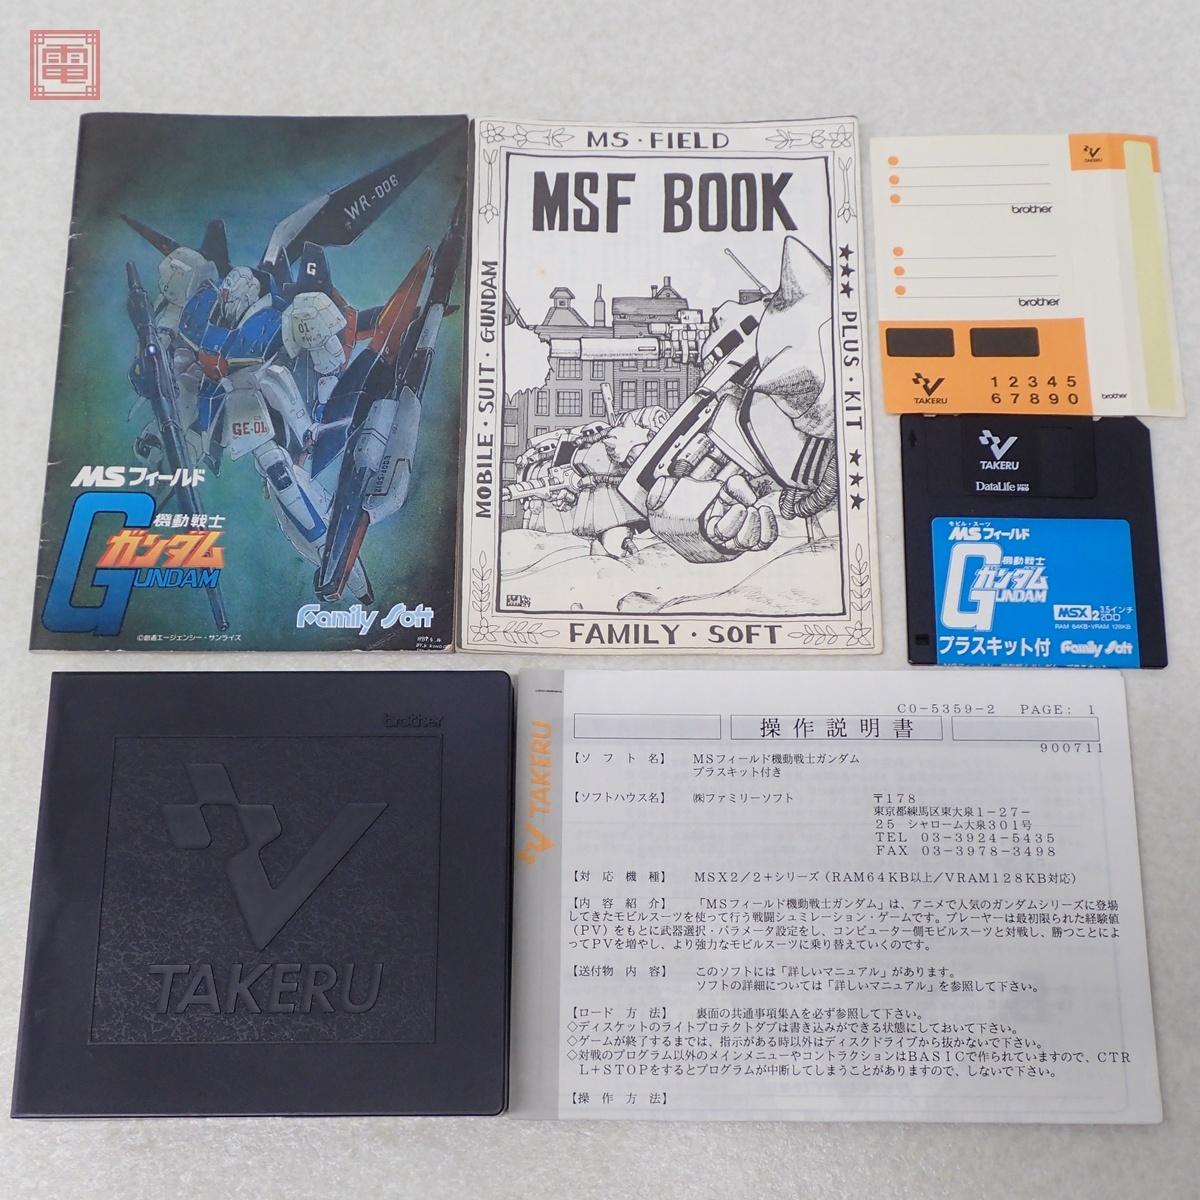 電
WR-006
G
01
GE-01
MSフィールド
機動戦士
ガンダム
GUNDAM
©創通エージェンシー・サンライズ
Family Soft
MS・FIELD
MSF BOOK
MOBILE・SUIT・GUNDAM
★★★ PLUS・KIT ★★★
FAMILY・SOFT
TAKERU
brother
brother
TAKERU
1 2 3 4 5
6 7 8 9 0
brother
TAKERU
DataLife
モビル・スーツ
MSフィールド
機動戦士
ガンダム
GUNDAM
MSX2 3.5インチ
2DD
RAM 64KB・VRAM 128KB
プラスキット付 Family Soft
brother
TAKERU
TAKERU
C0-5359-2 PAGE: 1
操作説明書
900711
【ソフト名】 MSフィールド機動戦士ガンダム
プラスキット付き
【ソフトハウス名】 ㈱ファミリーソフト 〒178
東京都練馬区東大泉1-27-
25 シャローム大泉301号
TEL 03-3924-5435
FAX 03-3978-3498
【対応機種】 MSX2/2+シリーズ(RAM64KB以上/VRAM128KB対応)
【内容紹介】 「MSフィールド機動戦士ガンダム」は、アニメで人気のガンダムシリーズに登場
してきたモビルスーツを使って行う戦闘シュミレーション・ゲームです。プレーヤーは最初限られた経験値
(PV)をもとに武器選択・パラメータ設定をし、コンピューター側モビルスーツと対戦し、勝つことによ
ってPVを増やし、より強力なモビルスーツに乗り替えていくのです。
【送付物内容】 このソフトには「詳しいマニュアル」があります。
ソフトの詳細については「詳しいマニュアル」を参照して下さい。
【ロード方法】 裏面の共通事項集Aを必ず参照して下さい。
◇ディスケットのライトプロテクトタブは書き込みができる状態にしておいて下さい。
◇ゲームが終了するまでは、指示がある時以外はディスクドライブから抜かないで下さい。
◇対戦のプログラム以外のメインメニューやコントラクションはBASICで作られていますので、CTR
L+STOPをするとプログラムが中断してしまうことがありますので、しないで下さい。
【操作方法】